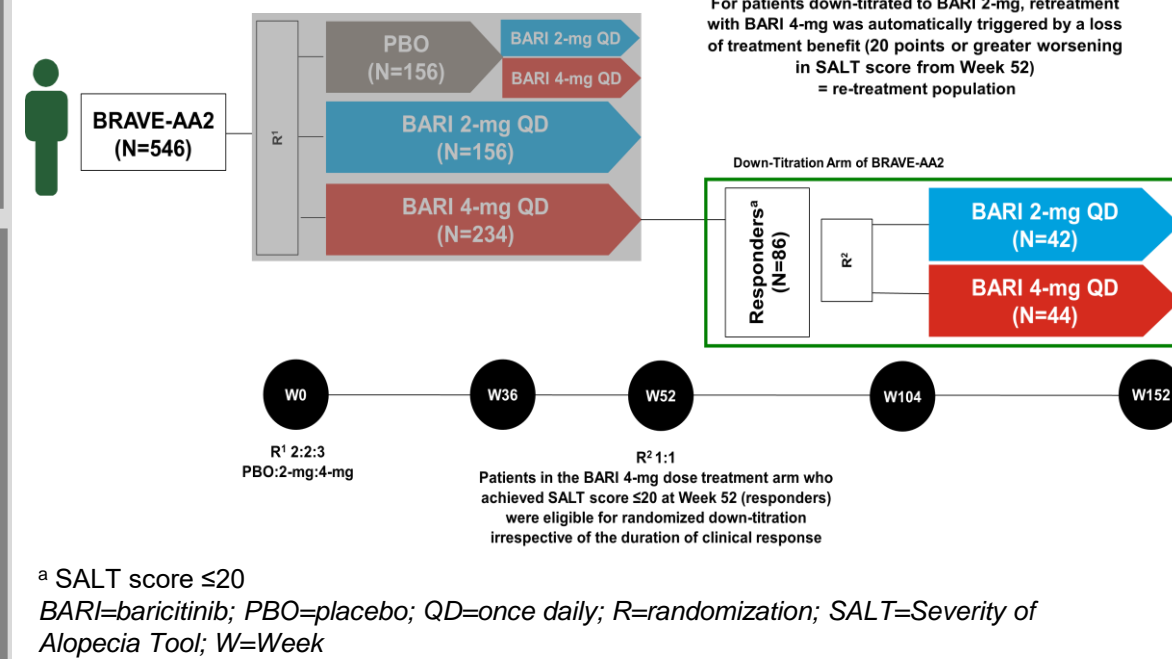 For patients down-titrated to BARI 2-mg, retreatment
with BARI 4-mg was automatically triggered by a loss
of treatment benefit (20 points or greater worsening
in SALT score from Week 52)
= re-treatment population
BRAVE-AA2
(N=546)
R¹
PBO
(N=156)
BARI 2-mg QD
BARI 4-mg QD
BARI 2-mg QD
(N=156)
BARI 4-mg QD
(N=234)
Down-Titration Arm of BRAVE-AA2
Respondersᵃ
(N=86)
R²
BARI 2-mg QD
(N=42)
BARI 4-mg QD
(N=44)
W0
W36
W52
W104
W152
R¹ 2:2:3
PBO:2-mg:4-mg
R² 1:1
Patients in the BARI 4-mg dose treatment arm who
achieved SALT score ≤20 at Week 52 (responders)
were eligible for randomized down-titration
irrespective of the duration of clinical response
ᵃ SALT score ≤20
BARI=baricitinib; PBO=placebo; QD=once daily; R=randomization; SALT=Severity of
Alopecia Tool; W=Week